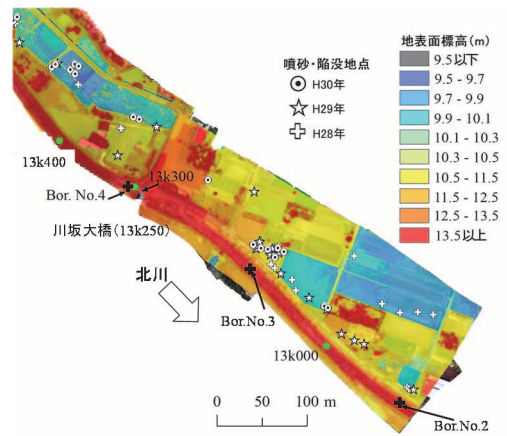 地表面標高(m)
9.5以下
9.5 - 9.7
9.7 - 9.9
9.9 - 10.1
10.1 - 10.3
10.3 - 10.5
10.5 - 11.5
11.5 - 12.5
12.5 - 13.5
13.5以上
噴砂・陥没地点
H30年
H29年
H28年
13k400
13k300
Bor. No.4
川坂大橋(13k250)
北川
Bor.No.3
13k000
0 50 100 m
Bor.No.2